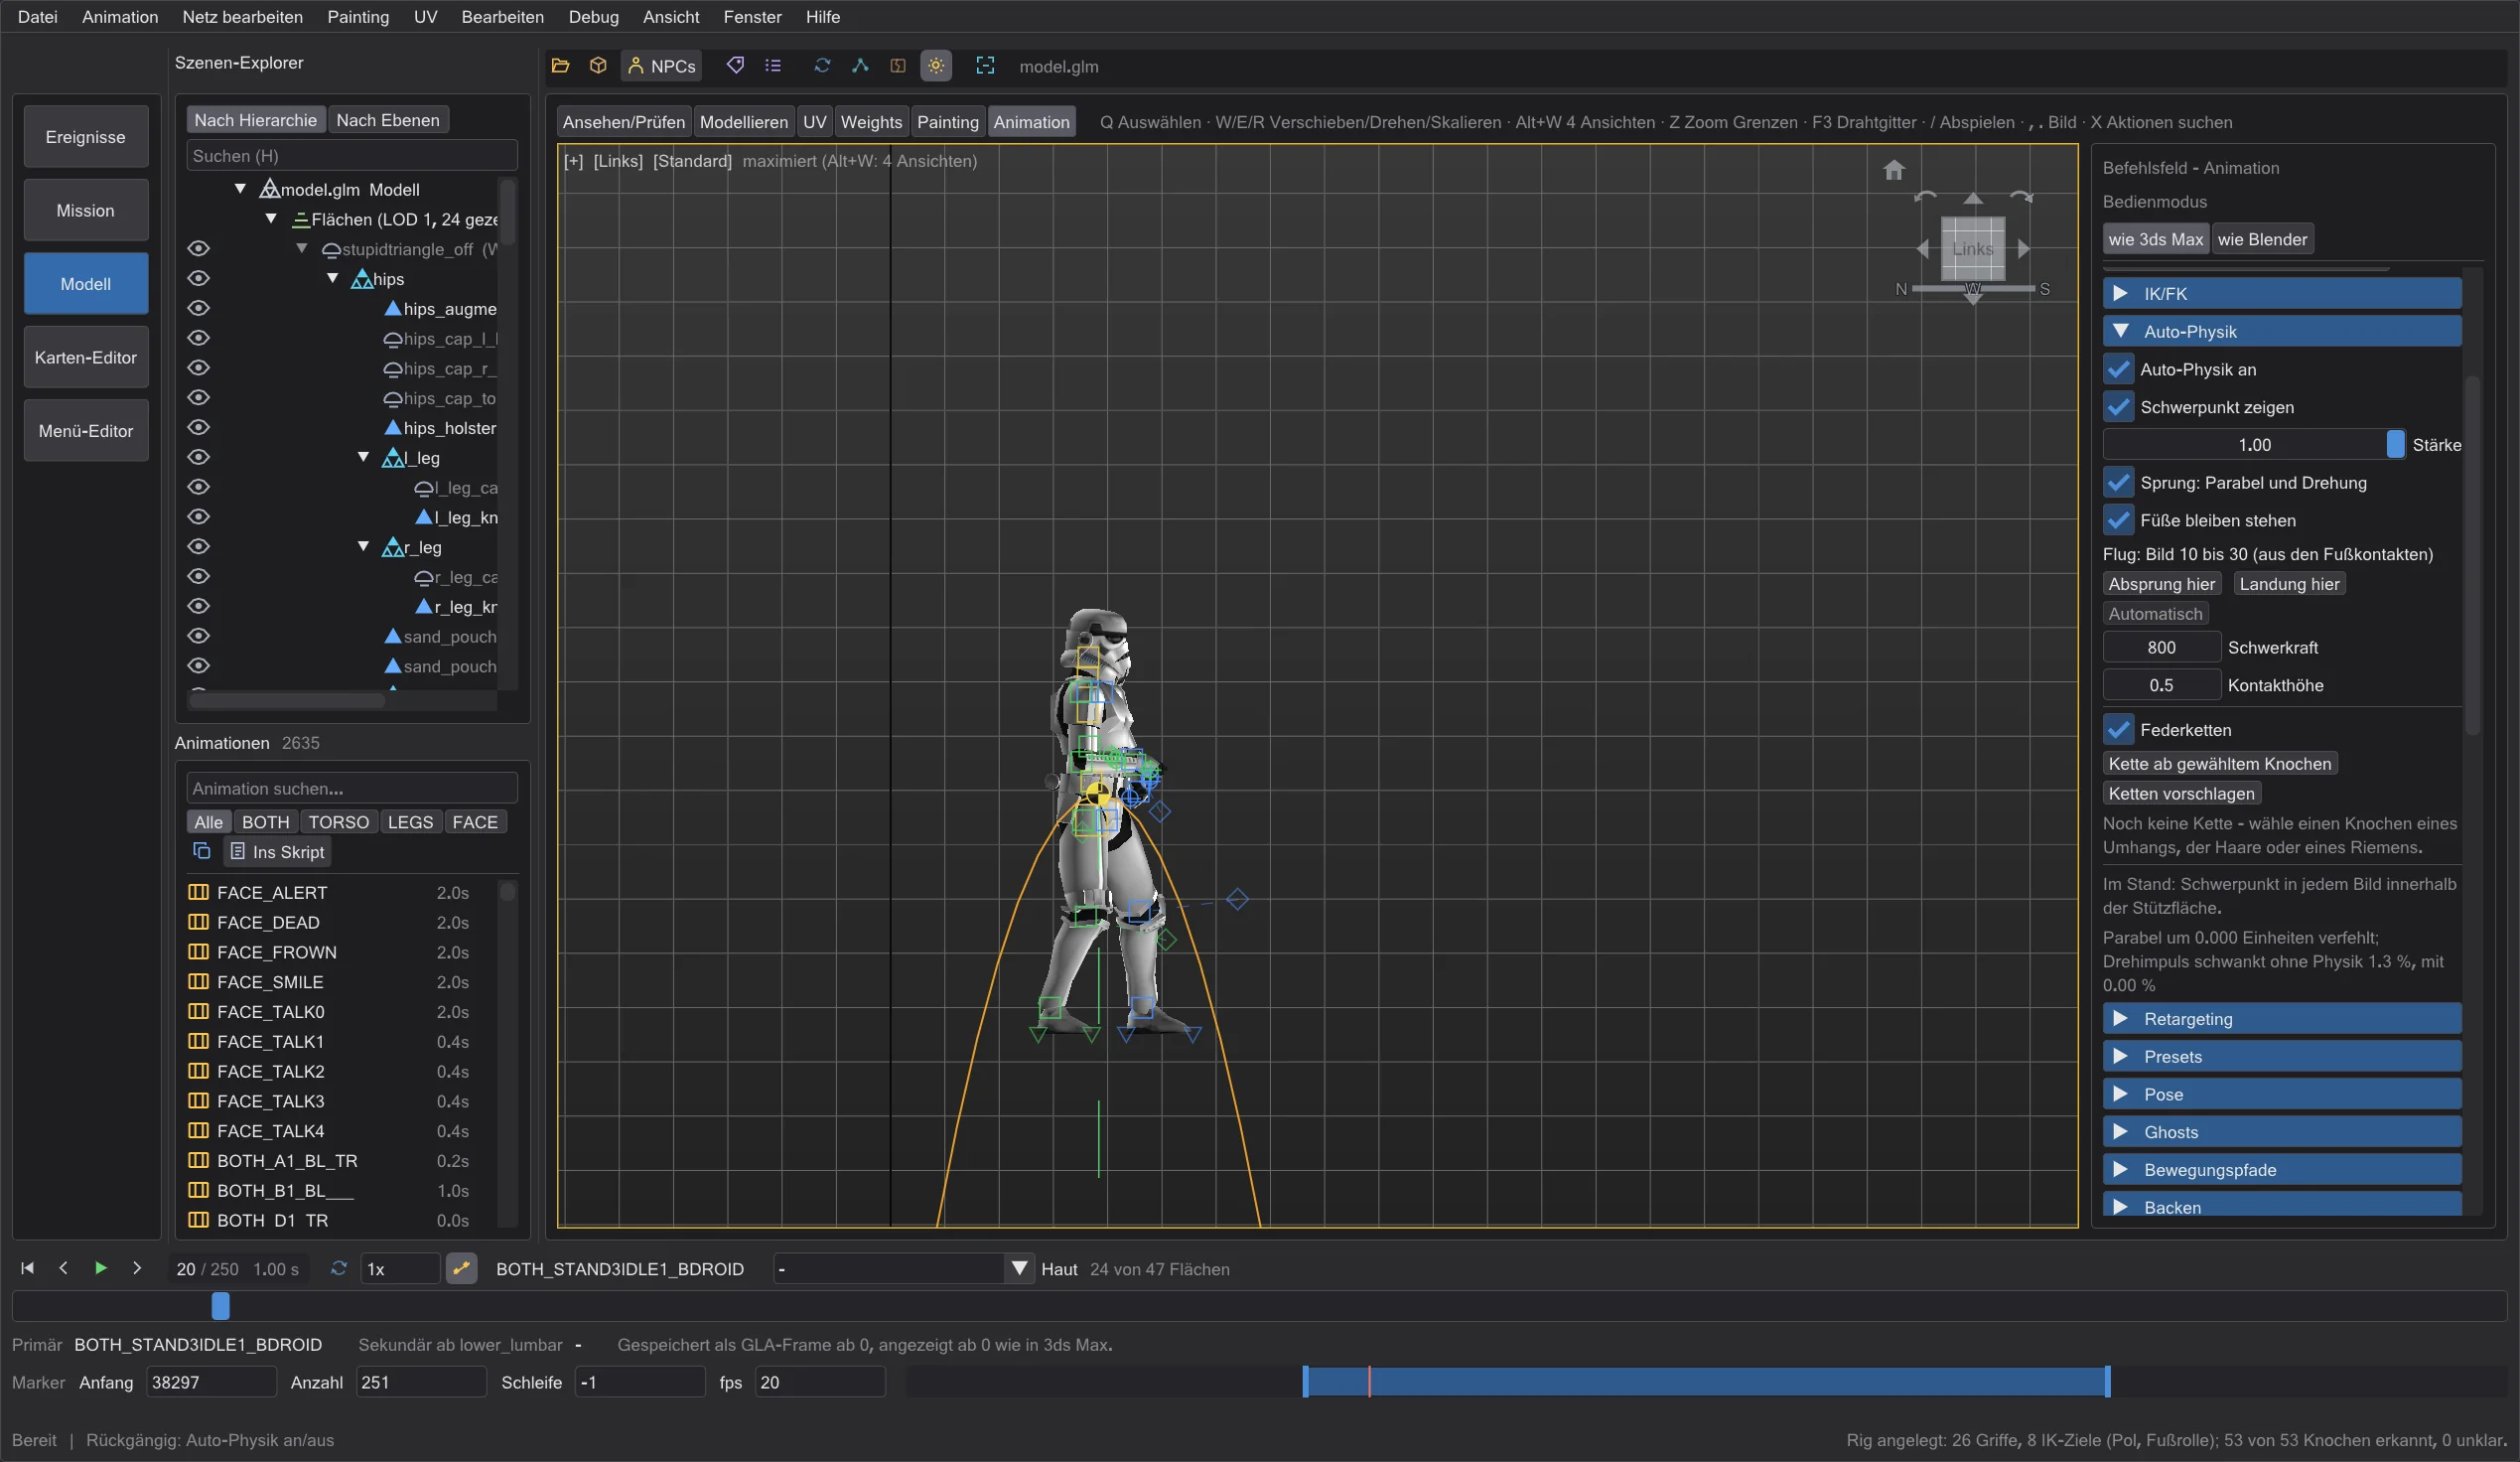 Datei Animation Netz bearbeiten Painting UV Bearbeiten Debug Ansicht Fenster Hilfe
Szenen-Explorer
NPCs model.glm
Ereignisse
Mission
Modell
Karten-Editor
Menü-Editor
Nach Hierarchie Nach Ebenen
Suchen (H)
model.glm Modell
Flächen (LOD 1, 24 geze
stupidtriangle_off (W
hips
hips_augme
hips_cap_l_l
hips_cap_r_
hips_cap_to
hips_holster
l_leg
l_leg_ca
l_leg_kn
r_leg
r_leg_ca
r_leg_kn
sand_pouch
sand_pouch
Animationen 2635
Animation suchen...
Alle BOTH TORSO LEGS FACE
Ins Skript
FACE_ALERT 2.0s
FACE_DEAD 2.0s
FACE_FROWN 2.0s
FACE_SMILE 2.0s
FACE_TALK0 2.0s
FACE_TALK1 0.4s
FACE_TALK2 0.4s
FACE_TALK3 0.4s
FACE_TALK4 0.4s
BOTH_A1_BL_TR 0.2s
BOTH_B1_BL___ 1.0s
BOTH_D1_TR 0.0s
Ansehen/Prüfen Modellieren UV Weights Painting Animation Q Auswählen · W/E/R Verschieben/Drehen/Skalieren · Alt+W 4 Ansichten · Z Zoom Grenzen · F3 Drahtgitter · / Abspielen · , . Bild · X Aktionen suchen
[+] [Links] [Standard] maximiert (Alt+W: 4 Ansichten)
Links
N W S
Befehlsfeld - Animation
Bedienmodus
wie 3ds Max wie Blender
IK/FK
Auto-Physik
Auto-Physik an
Schwerpunkt zeigen
1.00 Stärke
Sprung: Parabel und Drehung
Füße bleiben stehen
Flug: Bild 10 bis 30 (aus den Fußkontakten)
Absprung hier Landung hier
Automatisch
800 Schwerkraft
0.5 Kontakthöhe
Federketten
Kette ab gewähltem Knochen
Ketten vorschlagen
Noch keine Kette - wähle einen Knochen eines
Umhangs, der Haare oder eines Riemens.
Im Stand: Schwerpunkt in jedem Bild innerhalb
der Stützfläche.
Parabel um 0.000 Einheiten verfehlt;
Drehimpuls schwankt ohne Physik 1.3 %, mit
0.00 %
Retargeting
Presets
Pose
Ghosts
Bewegungspfade
Backen
20 / 250 1.00 s 1x BOTH_STAND3IDLE1_BDROID - Haut 24 von 47 Flächen
Primär BOTH_STAND3IDLE1_BDROID Sekundär ab lower_lumbar - Gespeichert als GLA-Frame ab 0, angezeigt ab 0 wie in 3ds Max.
Marker Anfang 38297 Anzahl 251 Schleife -1 fps 20
Bereit | Rückgängig: Auto-Physik an/aus
Rig angelegt: 26 Griffe, 8 IK-Ziele (Pol, Fußrolle); 53 von 53 Knochen erkannt, 0 unklar.